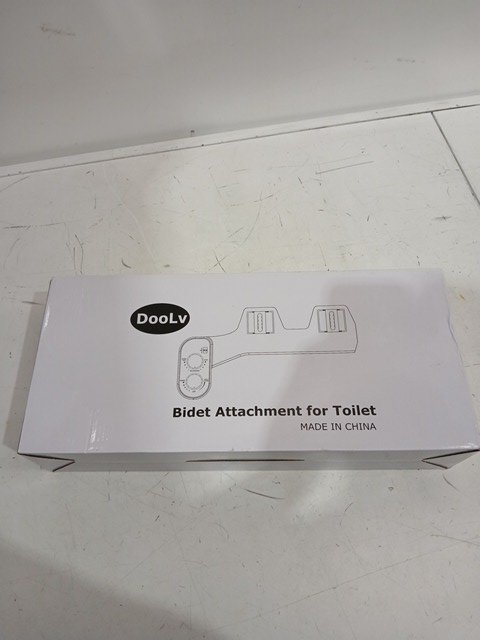 DooLv
Bidet Attachment for Toilet
MADE IN CHINA